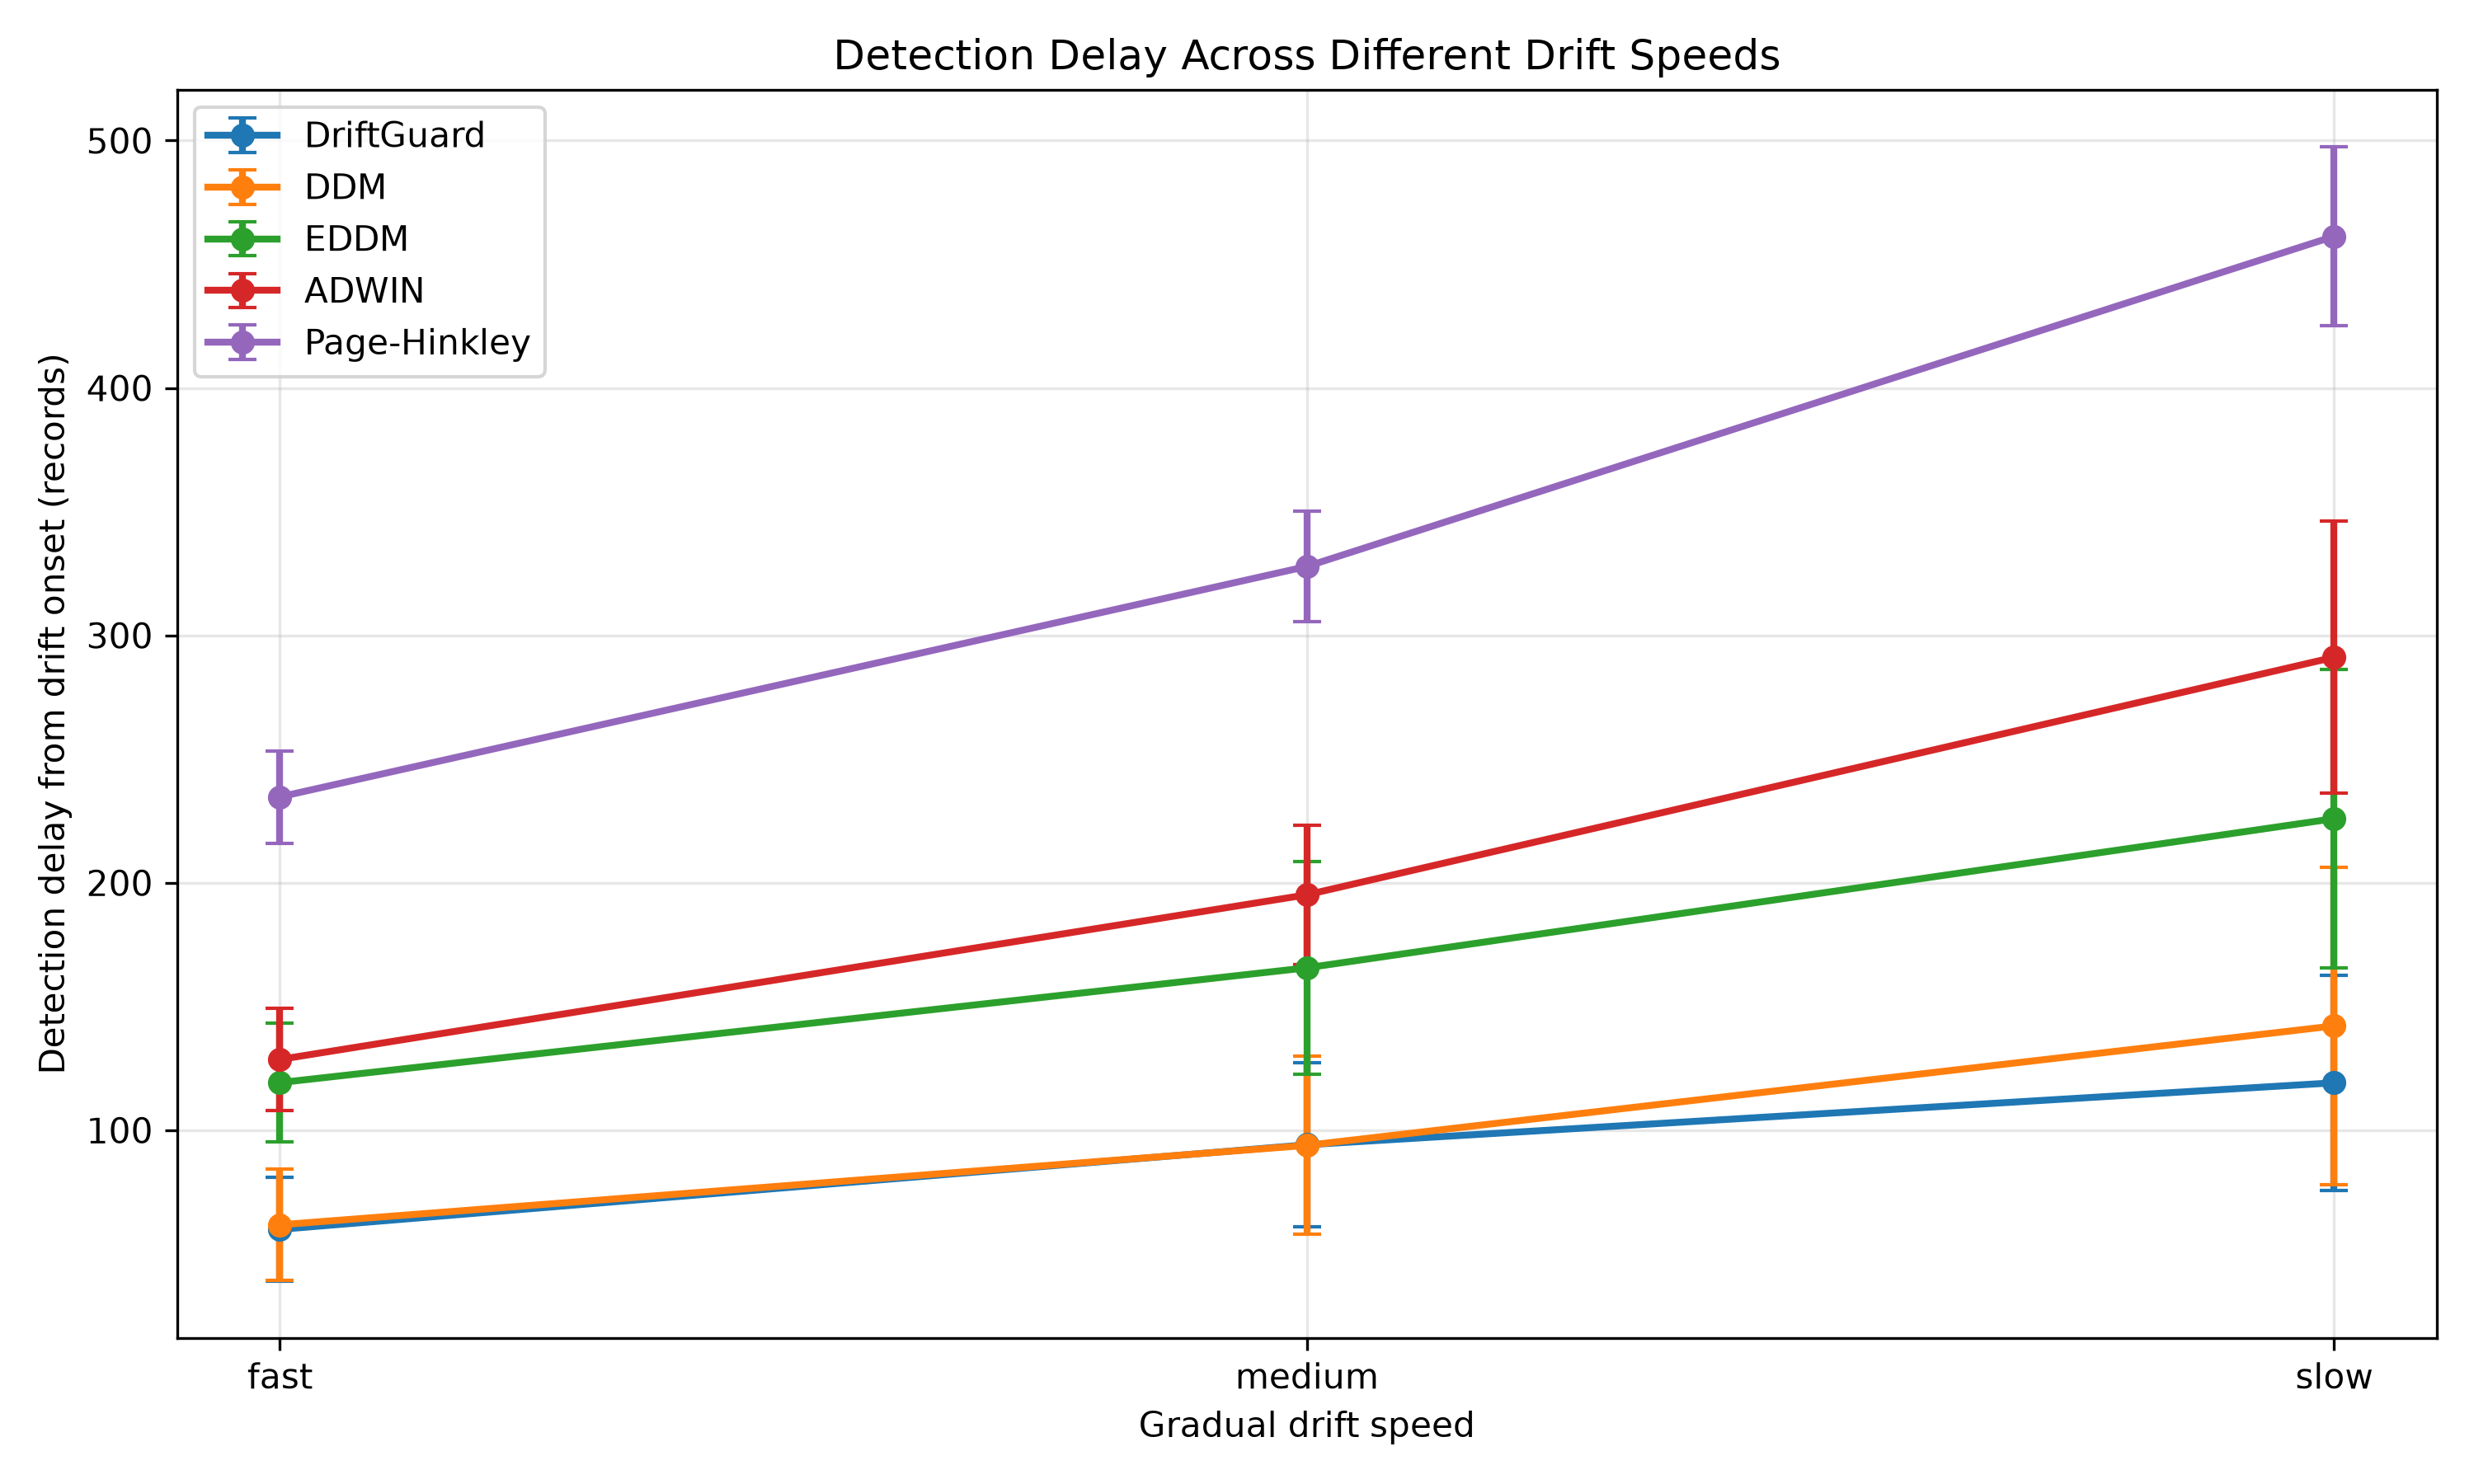 Detection Delay Across Different Drift Speeds
DriftGuard
DDM
EDDM
ADWIN
Page-Hinkley
Detection delay from drift onset (records)
500
400
300
200
100
fast
medium
slow
Gradual drift speed